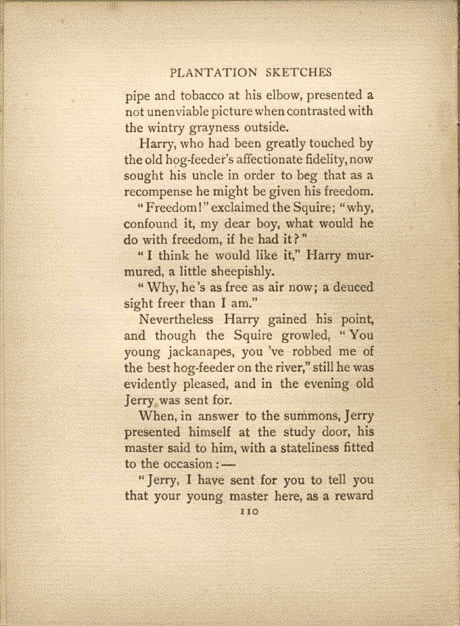 PLANTATION SKETCHES
pipe and tobacco at his elbow, presented a
not unenviable picture when contrasted with
the wintry grayness outside.
Harry, who had been greatly touched by
the old hog-feeder's affectionate fidelity, now
sought his uncle in order to beg that as a
recompense he might be given his freedom.
"Freedom!" exclaimed the Squire; "why,
confound it, my dear boy, what would he
do with freedom, if he had it?"
"I think he would like it," Harry mur-
mured, a little sheepishly.
"Why, he's as free as air now; a deuced
sight freer than I am."
Nevertheless Harry gained his point,
and though the Squire growled, "You
young jackanapes, you 've robbed me of
the best hog-feeder on the river," still he was
evidently pleased, and in the evening old
Jerry was sent for.
When, in answer to the summons, Jerry
presented himself at the study door, his
master said to him, with a stateliness fitted
to the occasion:—
"Jerry, I have sent for you to tell you
that your young master here, as a reward
110